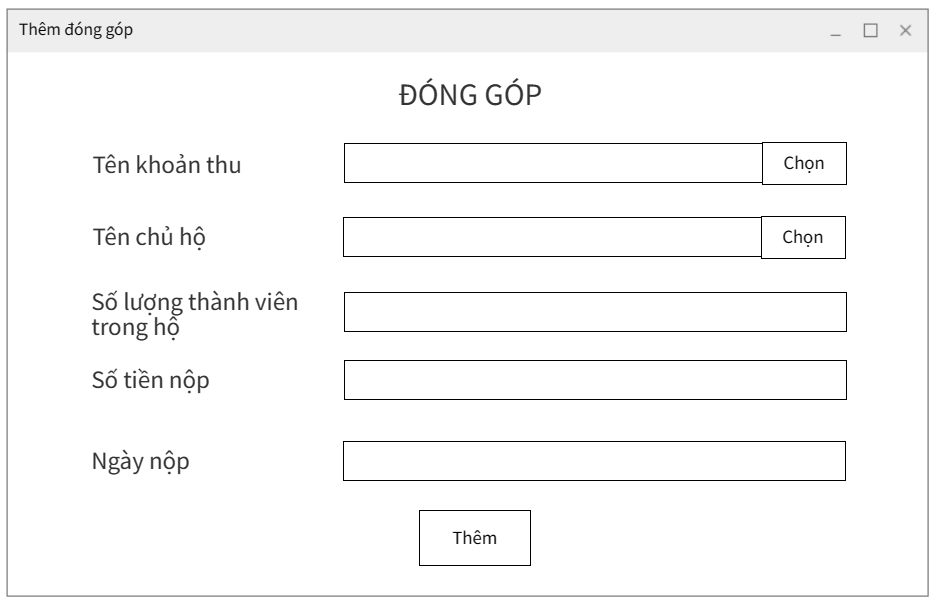 Thêm đóng góp
ĐÓNG GÓP
Tên khoản thu
Chọn
Tên chủ hộ
Chọn
Số lượng thành viên
trong hộ
Số tiền nộp
Ngày nộp
Thêm